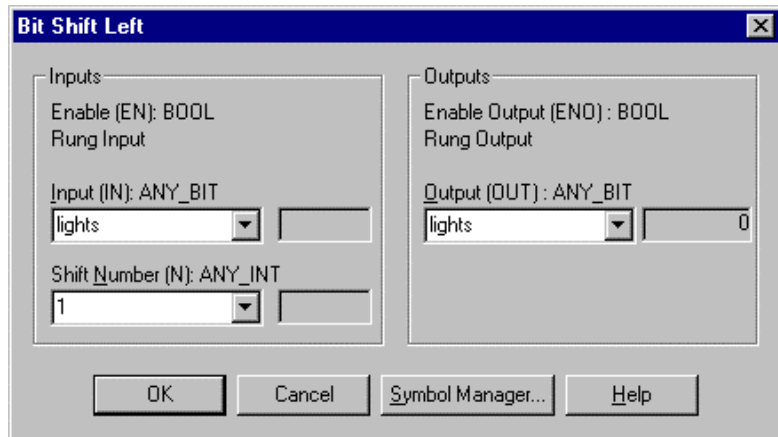 Bit Shift Left
Inputs
Enable (EN): BOOL
Rung Input
Input (IN): ANY_BIT
lights
Shift Number (N): ANY_INT
1
Outputs
Enable Output (ENO) : BOOL
Rung Output
Output (OUT) : ANY_BIT
lights 0
OK Cancel Symbol Manager... Help